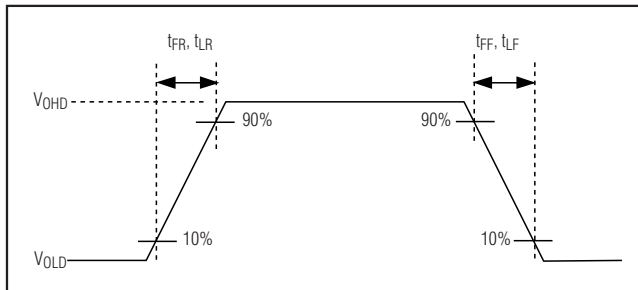 tFR, tLR
tFF, tLF
VOHD
90%
90%
10%
10%
VOLD